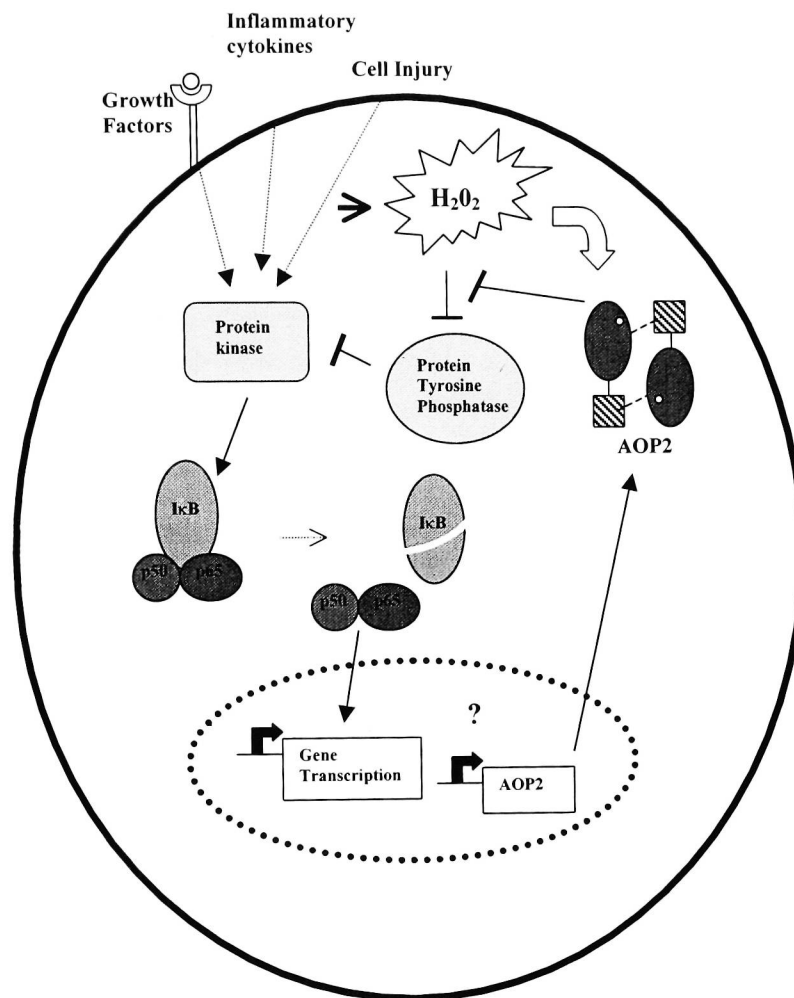 Inflammatory
cytokines
Cell Injury
Growth
Factors
H₂0₂
Protein
kinase
Protein
Tyrosine
Phosphatase
AOP2
IκB
IκB
p50
p65
p50
p65
?
Gene
Transcription
AOP2